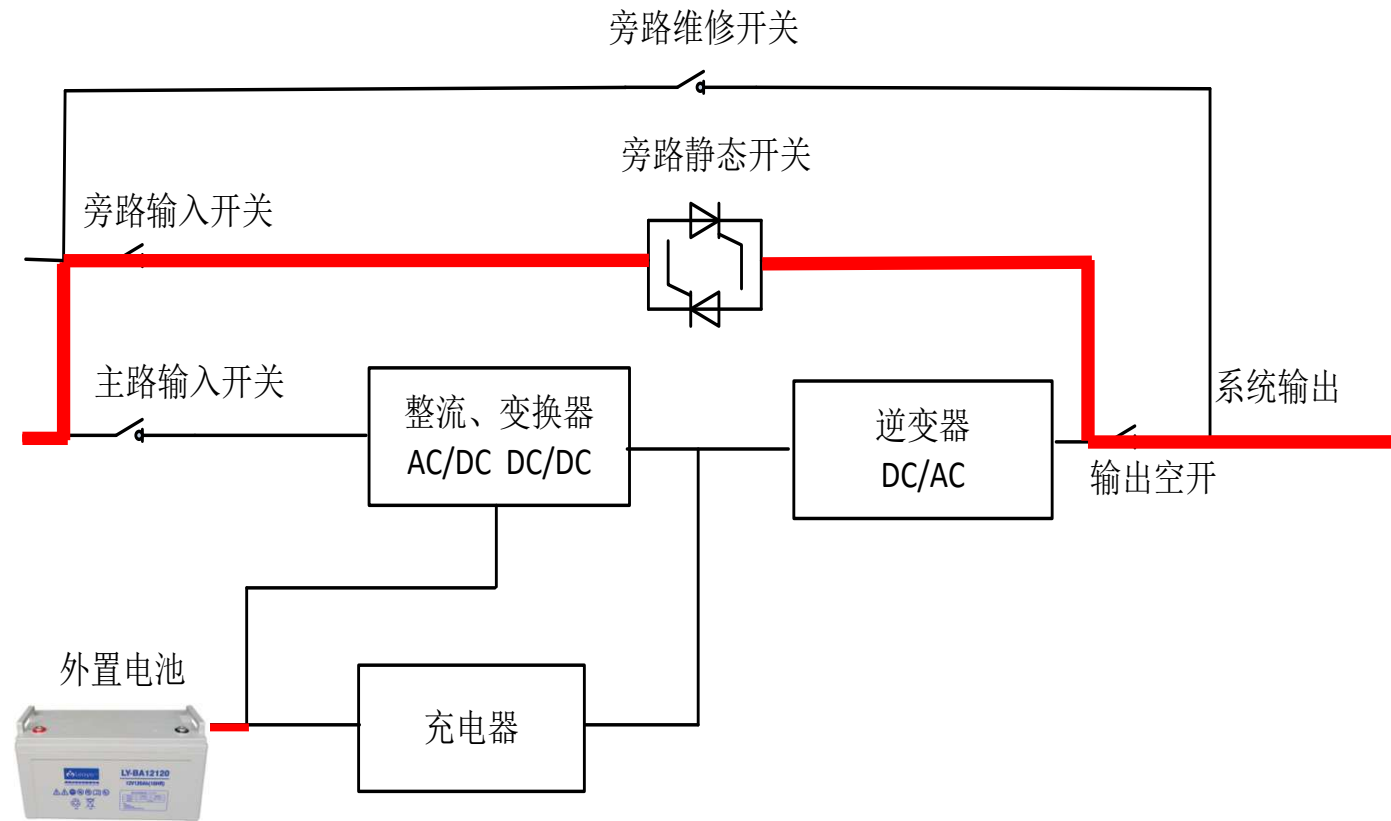 旁路维修开关
旁路静态开关
旁路输入开关
主路输入开关
整流、变换器
AC/DC DC/DC
逆变器
DC/AC
系统输出
输出空开
外置电池
充电器
LY-BA12120